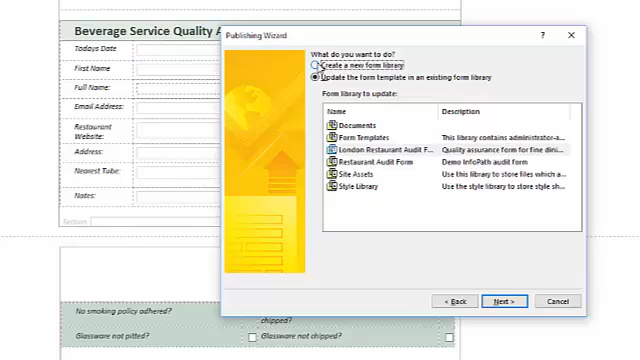 Beverage Service Quality A
Todays Date
First Name
Full Name:
Email Address:
Restaurant
Website:
Address:
Nearest Tube:
Notes:
Section
Publishing Wizard
?
What do you want to do?
Create a new form library
Update the form template in an existing form library
Form library to update:
Name Description
Documents
Form Templates This library contains administrator-a...
London Restaurant Audit F... Quality assurance form for fine dini...
Restaurant Audit Form Demo InfoPath audit form
Site Assets Use this library to store files which a...
Style Library Use the style library to store style sh...
< Back Next > Cancel
No smoking policy adhered?
chipped?
Glassware not pitted? Glassware not chipped?